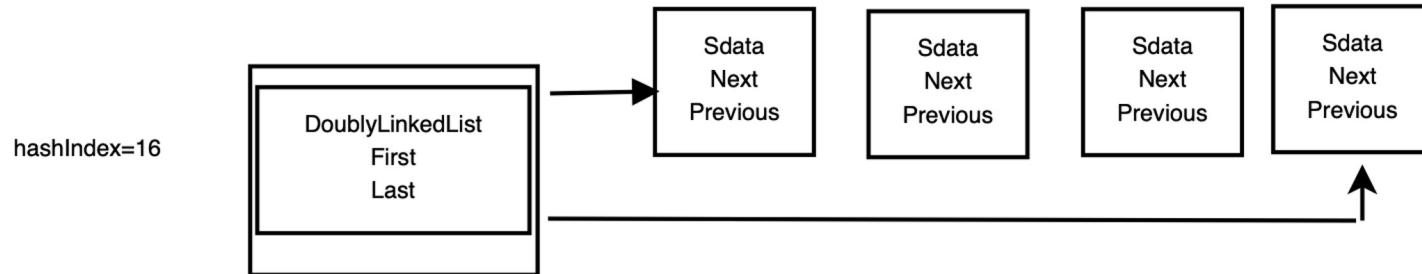 hashIndex=16
DoublyLinkedList
First
Last
Sdata
Next
Previous
Sdata
Next
Previous
Sdata
Next
Previous
Sdata
Next
Previous